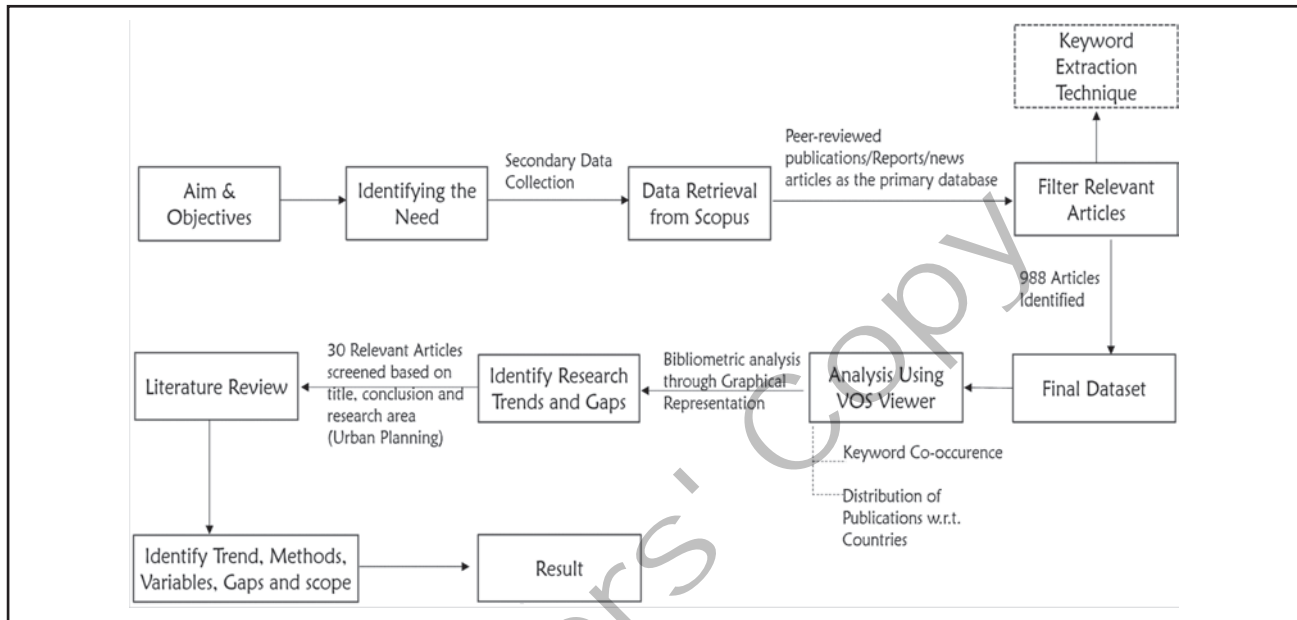 Keyword
Extraction
Technique
Peer-reviewed
publications/Reports/news
articles as the primary database
Secondary Data
Collection
Aim &
Objectives
Identifying the
Need
Data Retrieval
from Scopus
Filter Relevant
Articles
988 Articles
Identified
Final Dataset
Analysis Using
VOS Viewer
Keyword Co-occurence
Distribution of
Publications w.r.t.
Countries
Bibliometric analysis
through Graphical
Representation
Identify Research
Trends and Gaps
30 Relevant Articles
screened based on
title, conclusion and
research area
(Urban Planning)
Literature Review
Identify Trend, Methods,
Variables, Gaps and scope
Result
ers' Copy